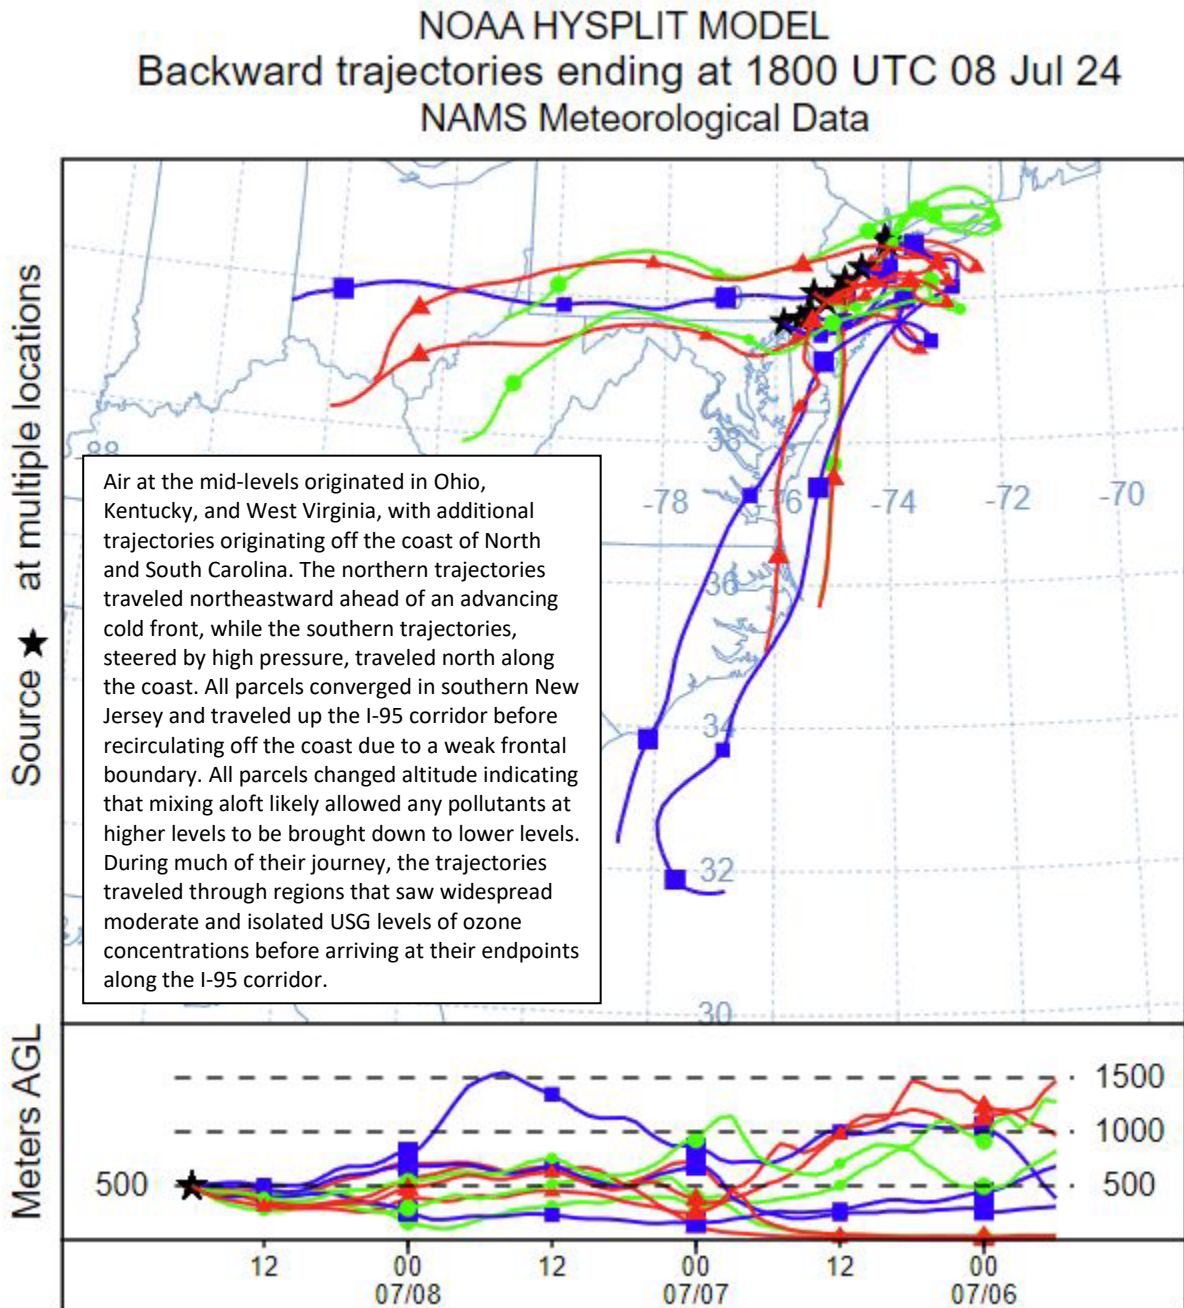 NOAA HYSPLIT MODEL
Backward trajectories ending at 1800 UTC 08 Jul 24
NAMS Meteorological Data
Source ★ at multiple locations
38
-78
-76
-74
-72
-70
36
34
32
30
Air at the mid-levels originated in Ohio,
Kentucky, and West Virginia, with additional
trajectories originating off the coast of North
and South Carolina. The northern trajectories
traveled northeastward ahead of an advancing
cold front, while the southern trajectories,
steered by high pressure, traveled north along
the coast. All parcels converged in southern New
Jersey and traveled up the I-95 corridor before
recirculating off the coast due to a weak frontal
boundary. All parcels changed altitude indicating
that mixing aloft likely allowed any pollutants at
higher levels to be brought down to lower levels.
During much of their journey, the trajectories
traveled through regions that saw widespread
moderate and isolated USG levels of ozone
concentrations before arriving at their endpoints
along the I-95 corridor.
Meters AGL
1500
1000
500 500
12 00 12 00 12 00
07/08 07/07 07/06